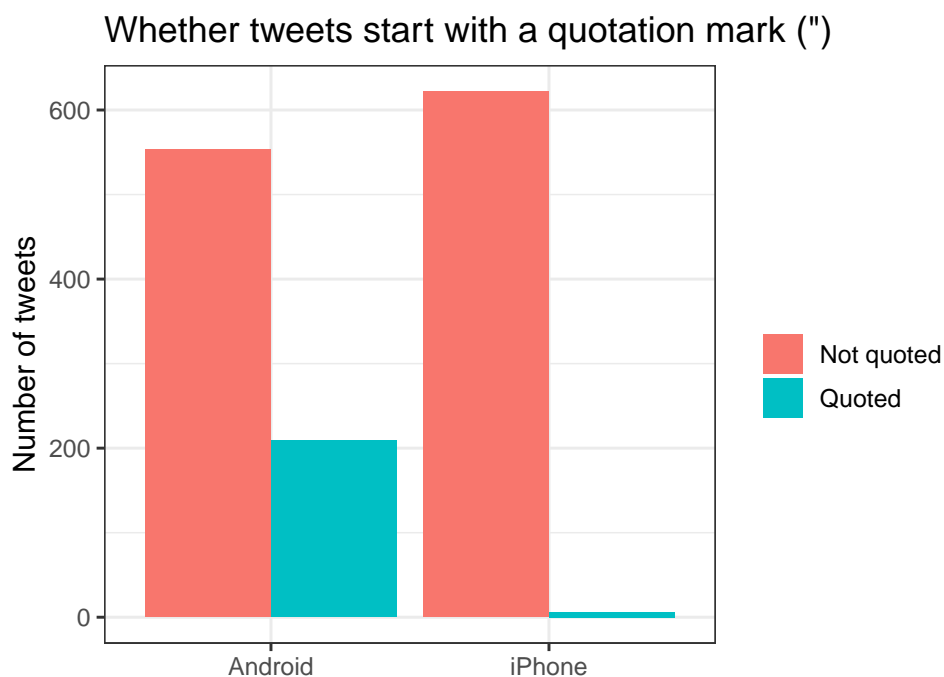 Whether tweets start with a quotation mark (")
Number of tweets
600
400
200
0
Android
iPhone
Not quoted
Quoted